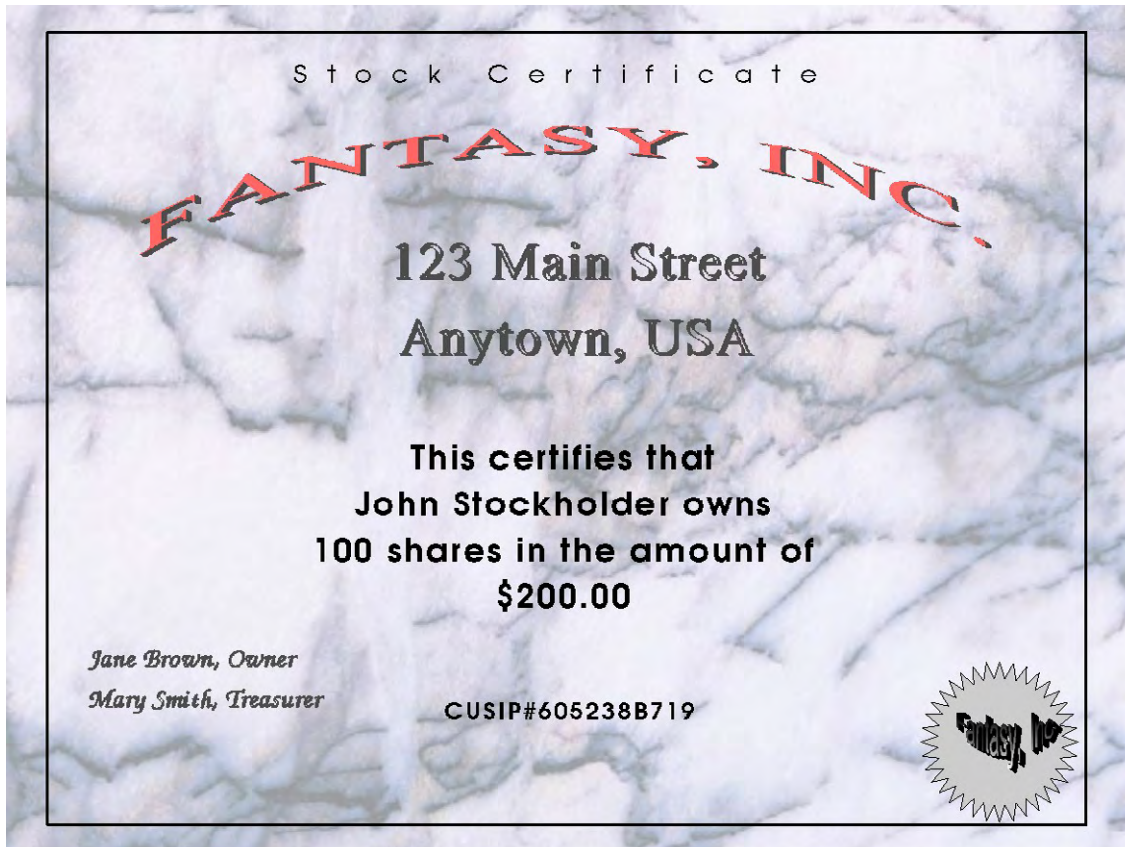 Stock Certificate
FANTASY, INC.
123 Main Street
Anytown, USA
This certifies that
John Stockholder owns
100 shares in the amount of
$200.00
Jane Brown, Owner
Mary Smith, Treasurer
CUSIP#605238B719
Fantasy, Inc